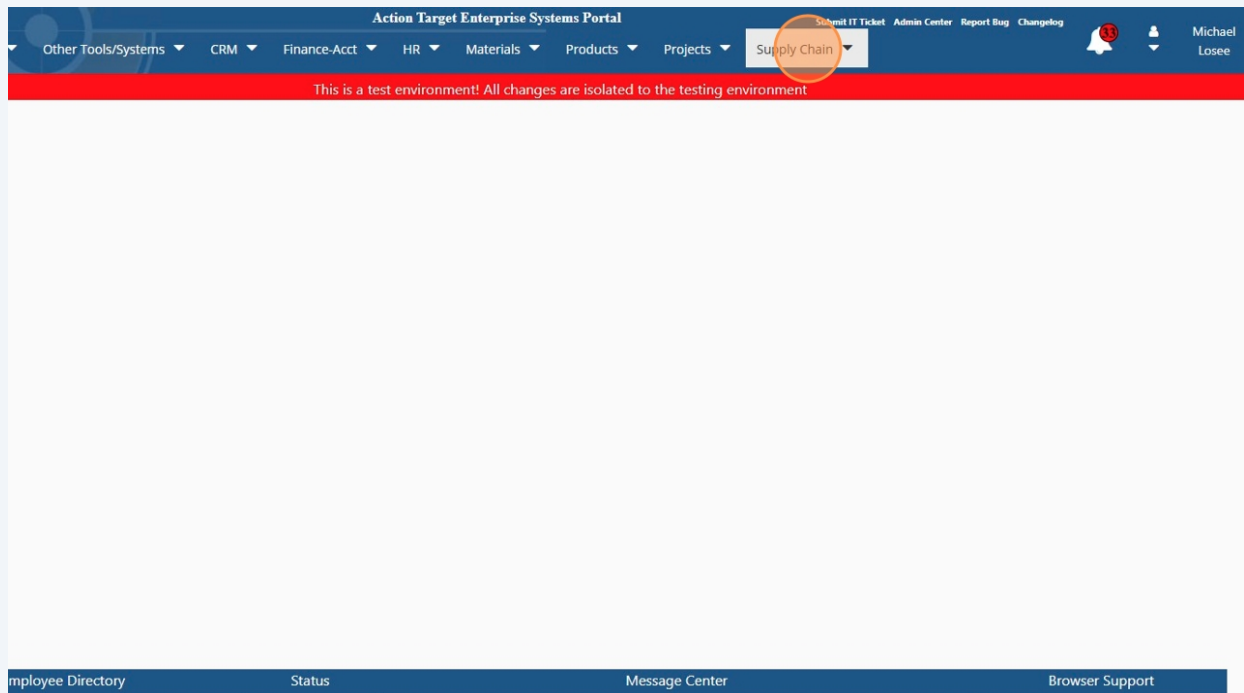 Action Target Enterprise Systems Portal
Submit IT Ticket Admin Center Report Bug Changelog
33
Michael
Losee
Other Tools/Systems CRM Finance-Acct HR Materials Products Projects Supply Chain
This is a test environment! All changes are isolated to the testing environment
mployee Directory Status Message Center Browser Support